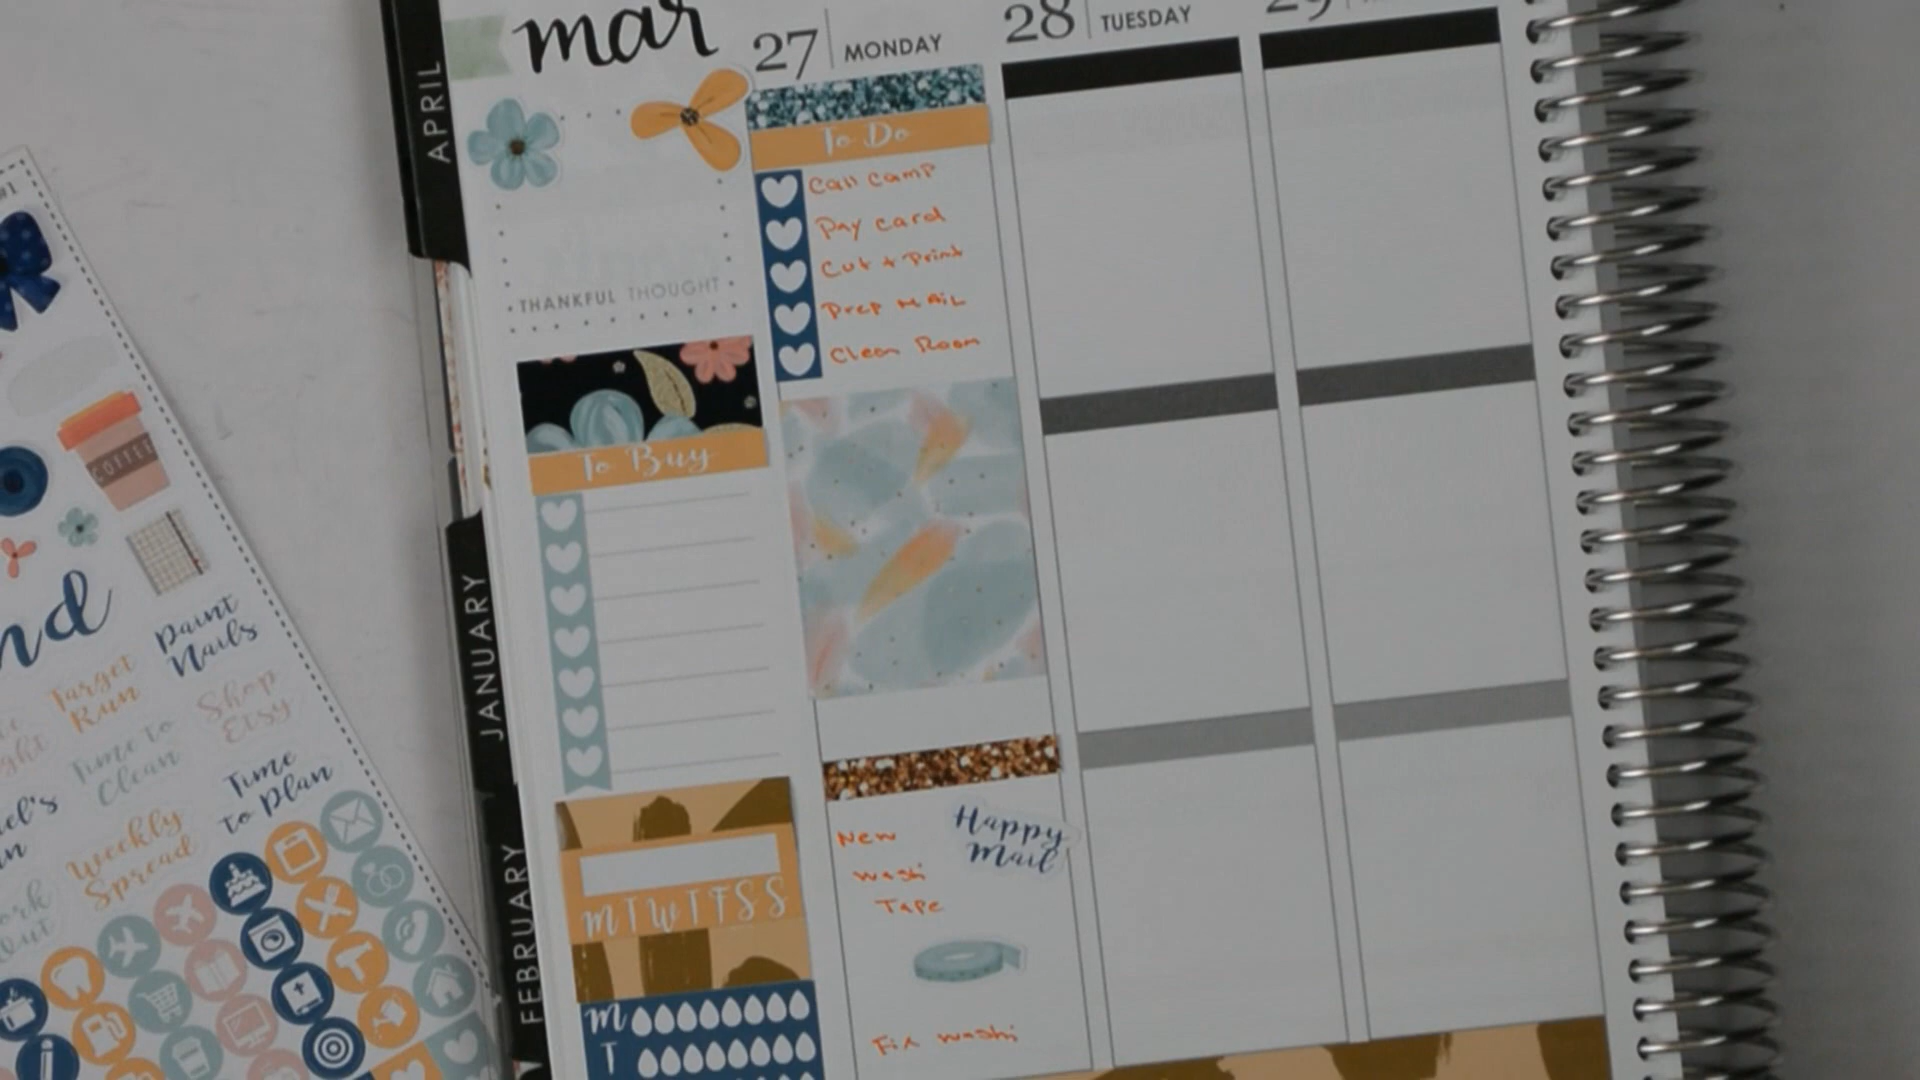 mar
27 MONDAY
28 TUESDAY
29
APRIL
To Do
Call Camp
Pay card
Cut + Print
Prep Mail
Clean Room
THANKFUL THOUGHT
To Buy
JANUARY
M T W T F S S
M
T
FEBRUARY
New
Washi
Tape
Happy
Mail
Fix washi
#1
COFFEE
Paint
Nails
Target
Run
Shop
Etsy
Time to
Clean
Time
to Plan
Weekly
Spread